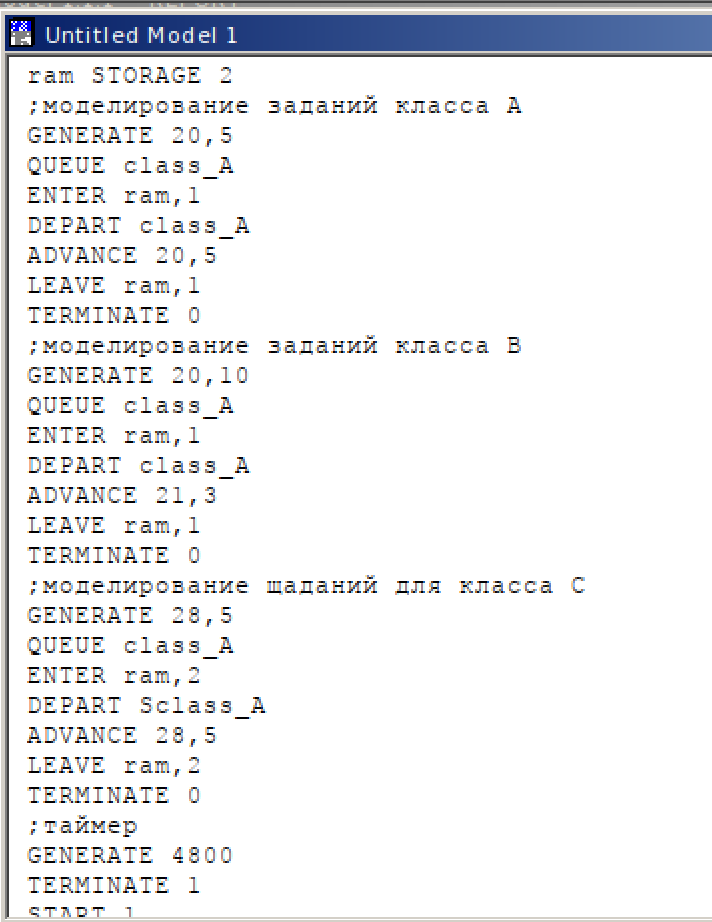 Untitled Model 1
ram STORAGE 2
;моделирование заданий класса A
GENERATE 20,5
QUEUE class_A
ENTER ram,1
DEPART class_A
ADVANCE 20,5
LEAVE ram,1
TERMINATE 0
;моделирование заданий класса B
GENERATE 20,10
QUEUE class_A
ENTER ram,1
DEPART class_A
ADVANCE 21,3
LEAVE ram,1
TERMINATE 0
;моделирование щаданий для класса C
GENERATE 28,5
QUEUE class_A
ENTER ram,2
DEPART Sclass_A
ADVANCE 28,5
LEAVE ram,2
TERMINATE 0
;таймер
GENERATE 4800
TERMINATE 1
START 1